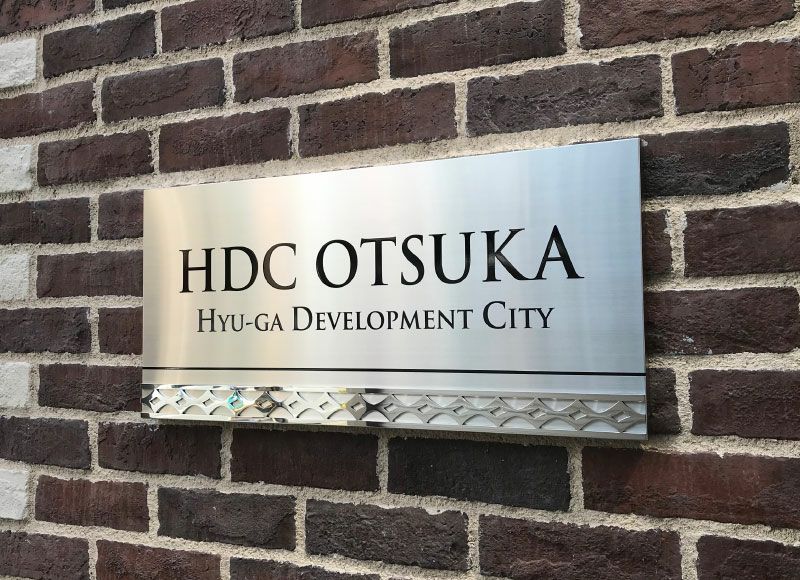 HDC OTSUKA
HYU-GA DEVELOPMENT CITY